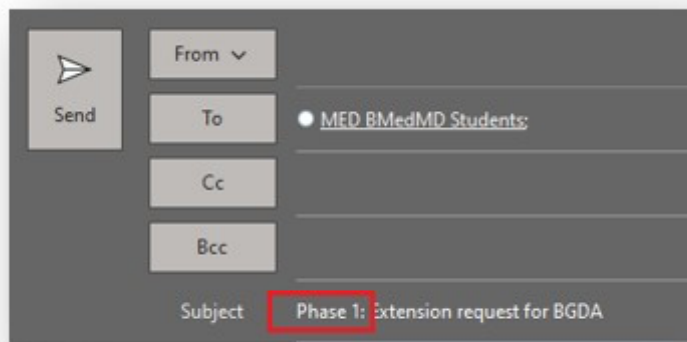 From
Send
To
MED BMedMD Students;
Cc
Bcc
Subject
Phase 1: Extension request for BGDA